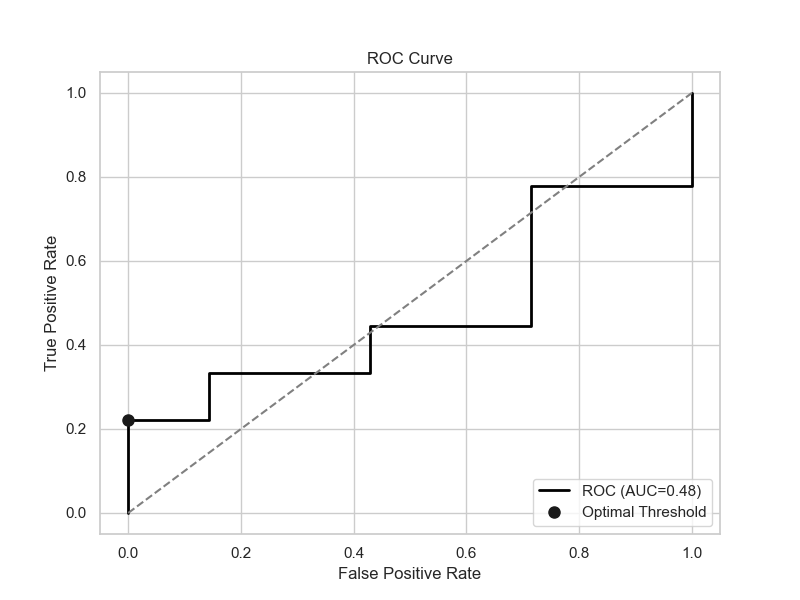 ROC Curve
1.0
0.8
0.6
0.4
0.2
0.0
True Positive Rate
0.0 0.2 0.4 0.6 0.8 1.0
False Positive Rate
ROC (AUC=0.48)
Optimal Threshold